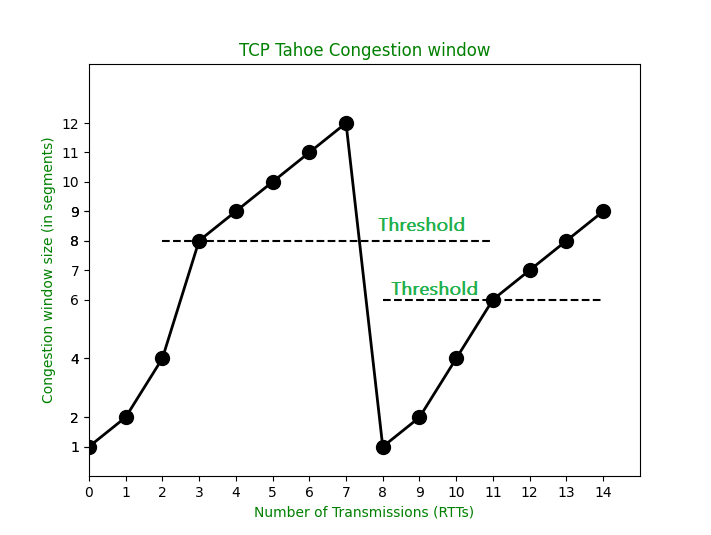 TCP Tahoe Congestion window
Congestion window size (in segments)
12
11
10
9
8
7
6
4
2
1
Threshold
Threshold
0 1 2 3 4 5 6 7 8 9 10 11 12 13 14
Number of Transmissions (RTTs)